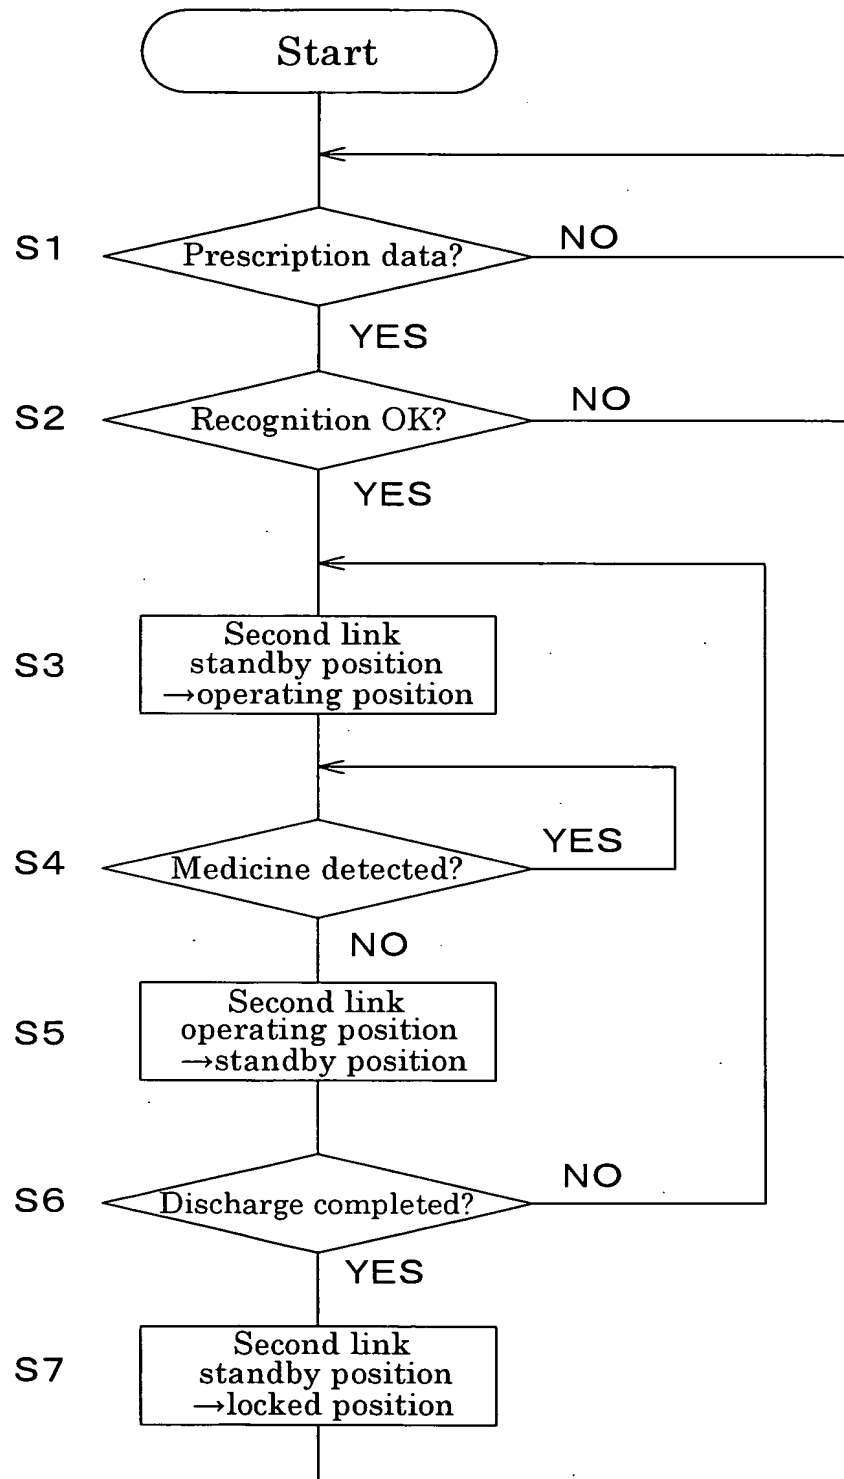 Start
S1
Prescription data?
NO
YES
S2
Recognition OK?
NO
YES
S3
Second link
standby position
→operating position
S4
Medicine detected?
YES
NO
S5
Second link
operating position
→standby position
S6
Discharge completed?
NO
YES
S7
Second link
standby position
→locked position